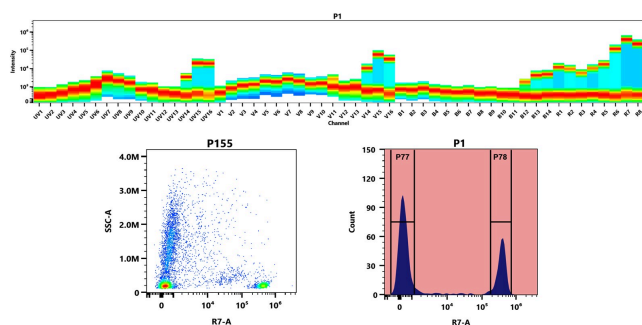 P1
Intensity
0
UV1 UV2 UV3 UV4 UV5 UV6 UV7 UV8 UV9 UV10 UV11 UV12 UV13 UV14 UV15 UV16 V1 V2 V3 V4 V5 V6 V7 V8 V9 V10 V11 V12 V13 V14 V15 V16 B1 B2 B3 B4 B5 B6 B7 B8 B9 B10 B11 B12 B13 B14 R1 R2 R3 R4 R5 R6 R7 R8
Channel
P155
SSC-A
4.0M
3.0M
2.0M
1.0M
0
0 10⁴ 10⁵ 10⁶
R7-A
P1
Count
150
120
90
60
30
0
P77 P78
0 10⁴ 10⁵ 10⁶
R7-A